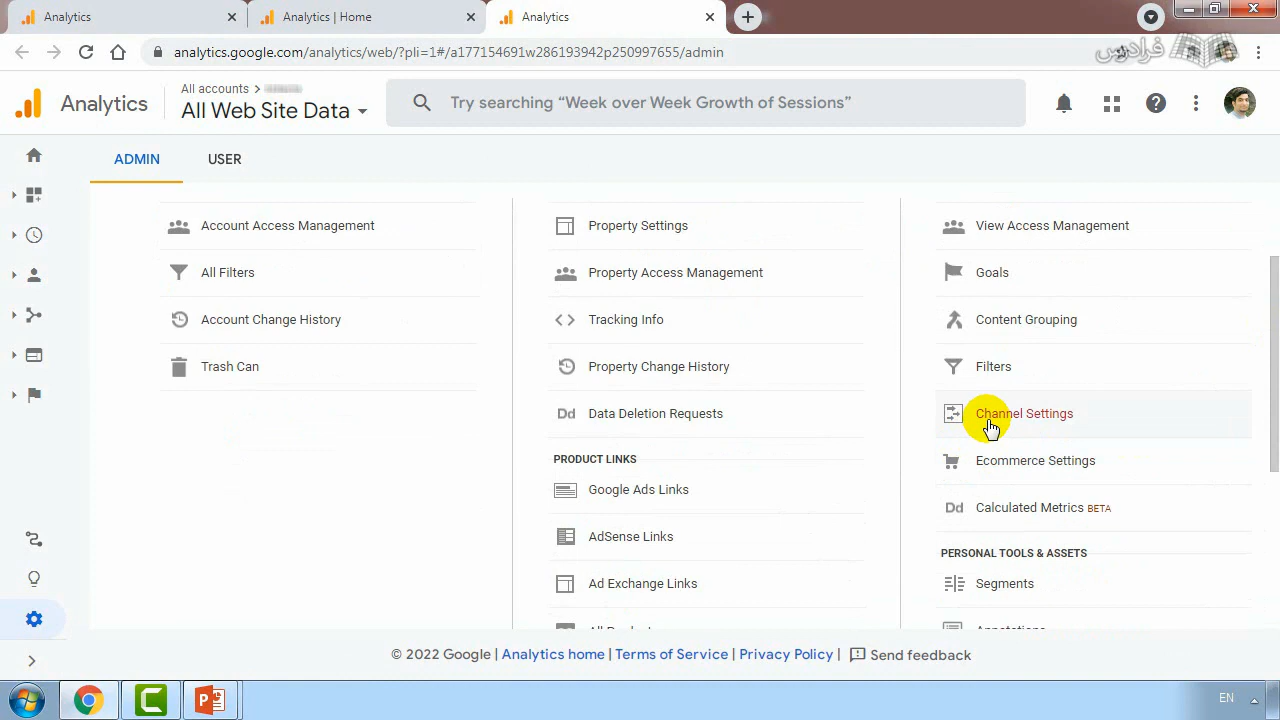 Analytics
Analytics | Home
Analytics
analytics.google.com/analytics/web/?pli=1#/a177154691w286193942p250997655/admin
فرادرس
Analytics
All accounts >
All Web Site Data
Try searching “Week over Week Growth of Sessions”
ADMIN
USER
Account Access Management
All Filters
Account Change History
Trash Can
Property Settings
Property Access Management
Tracking Info
Property Change History
Dd Data Deletion Requests
PRODUCT LINKS
Google Ads Links
AdSense Links
Ad Exchange Links
View Access Management
Goals
Content Grouping
Filters
Channel Settings
Ecommerce Settings
Dd Calculated Metrics BETA
PERSONAL TOOLS & ASSETS
Segments
© 2022 Google | Analytics home | Terms of Service | Privacy Policy | Send feedback
EN